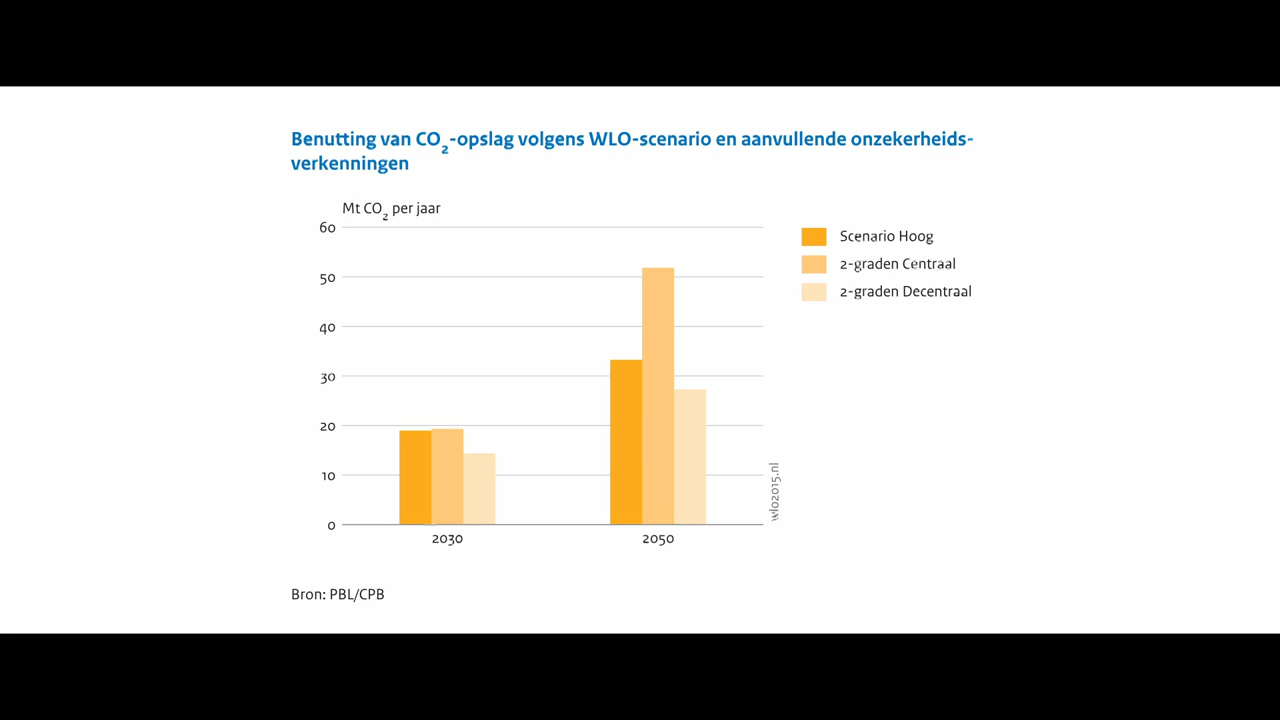 Benutting van CO2-opslag volgens WLO-scenario en aanvullende onzekerheids-
verkenningen
Mt CO2 per jaar
60
50
40
30
20
10
0
2030
2050
Scenario Hoog
2-graden Centraal
2-graden Decentraal
wlo2015.nl
Bron: PBL/CPB